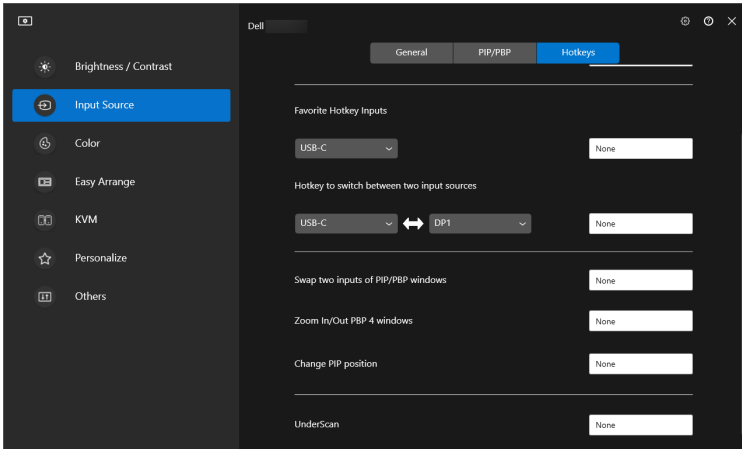 Dell
General PIP/PBP Hotkeys
Brightness / Contrast
Input Source
Color
Easy Arrange
KVM
Personalize
Others
Favorite Hotkey Inputs
USB-C None
Hotkey to switch between two input sources
USB-C DP1 None
Swap two inputs of PIP/PBP windows None
Zoom In/Out PBP 4 windows None
Change PIP position None
UnderScan None